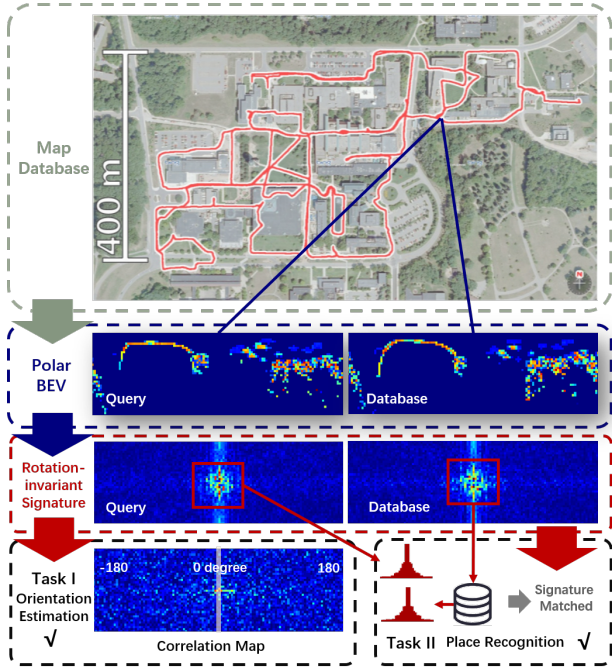 Map
Database
400 m
N
Polar
BEV
Query
Database
Rotation-
invariant
Signature
Query
Database
Task I
Orientation
Estimation
√
-180
0 degree
180
Correlation Map
Signature
Matched
Task II
Place Recognition
√